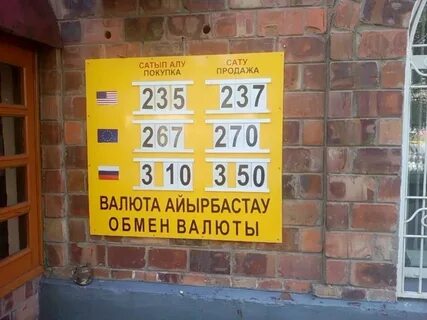 САТЫП АЛУ САТУ
ПОКУПКА ПРОДАЖА
235 237
267 270
3 10 3 50
ВАЛЮТА АЙЫРБАСТАУ
ОБМЕН ВАЛЮТЫ